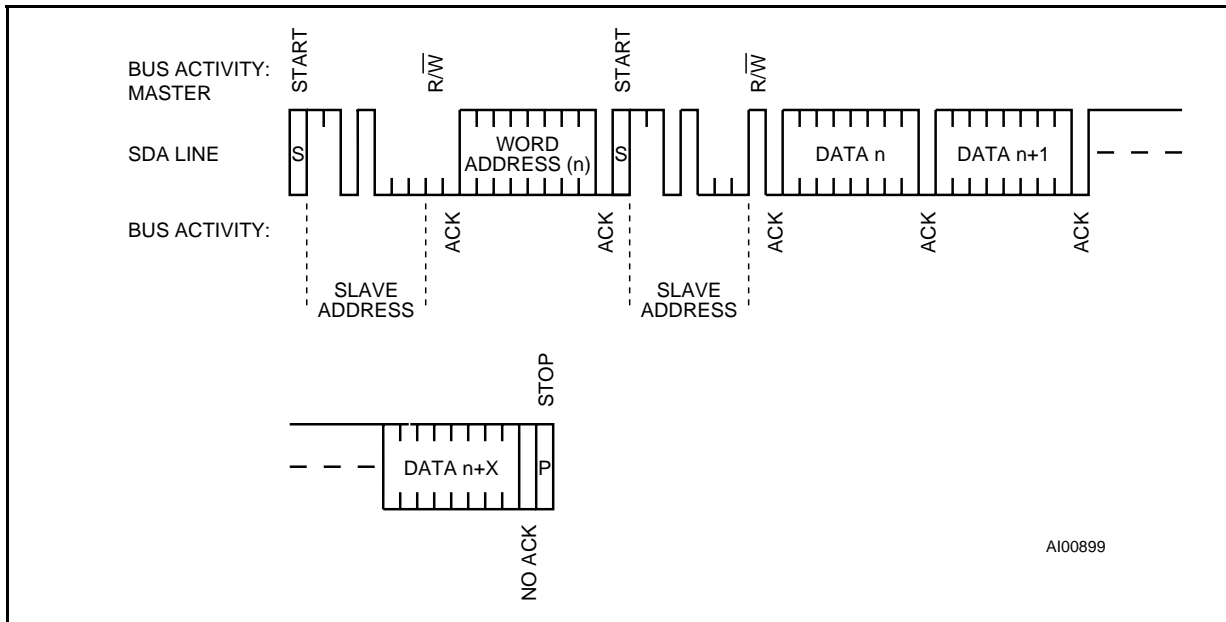 BUS ACTIVITY:
MASTER
START
R/W
START
R/W
SDA LINE
S
WORD
ADDRESS (n)
S
DATA n
DATA n+1
BUS ACTIVITY:
ACK
ACK
ACK
ACK
ACK
SLAVE
ADDRESS
SLAVE
ADDRESS
STOP
DATA n+X
P
NO ACK
AI00899